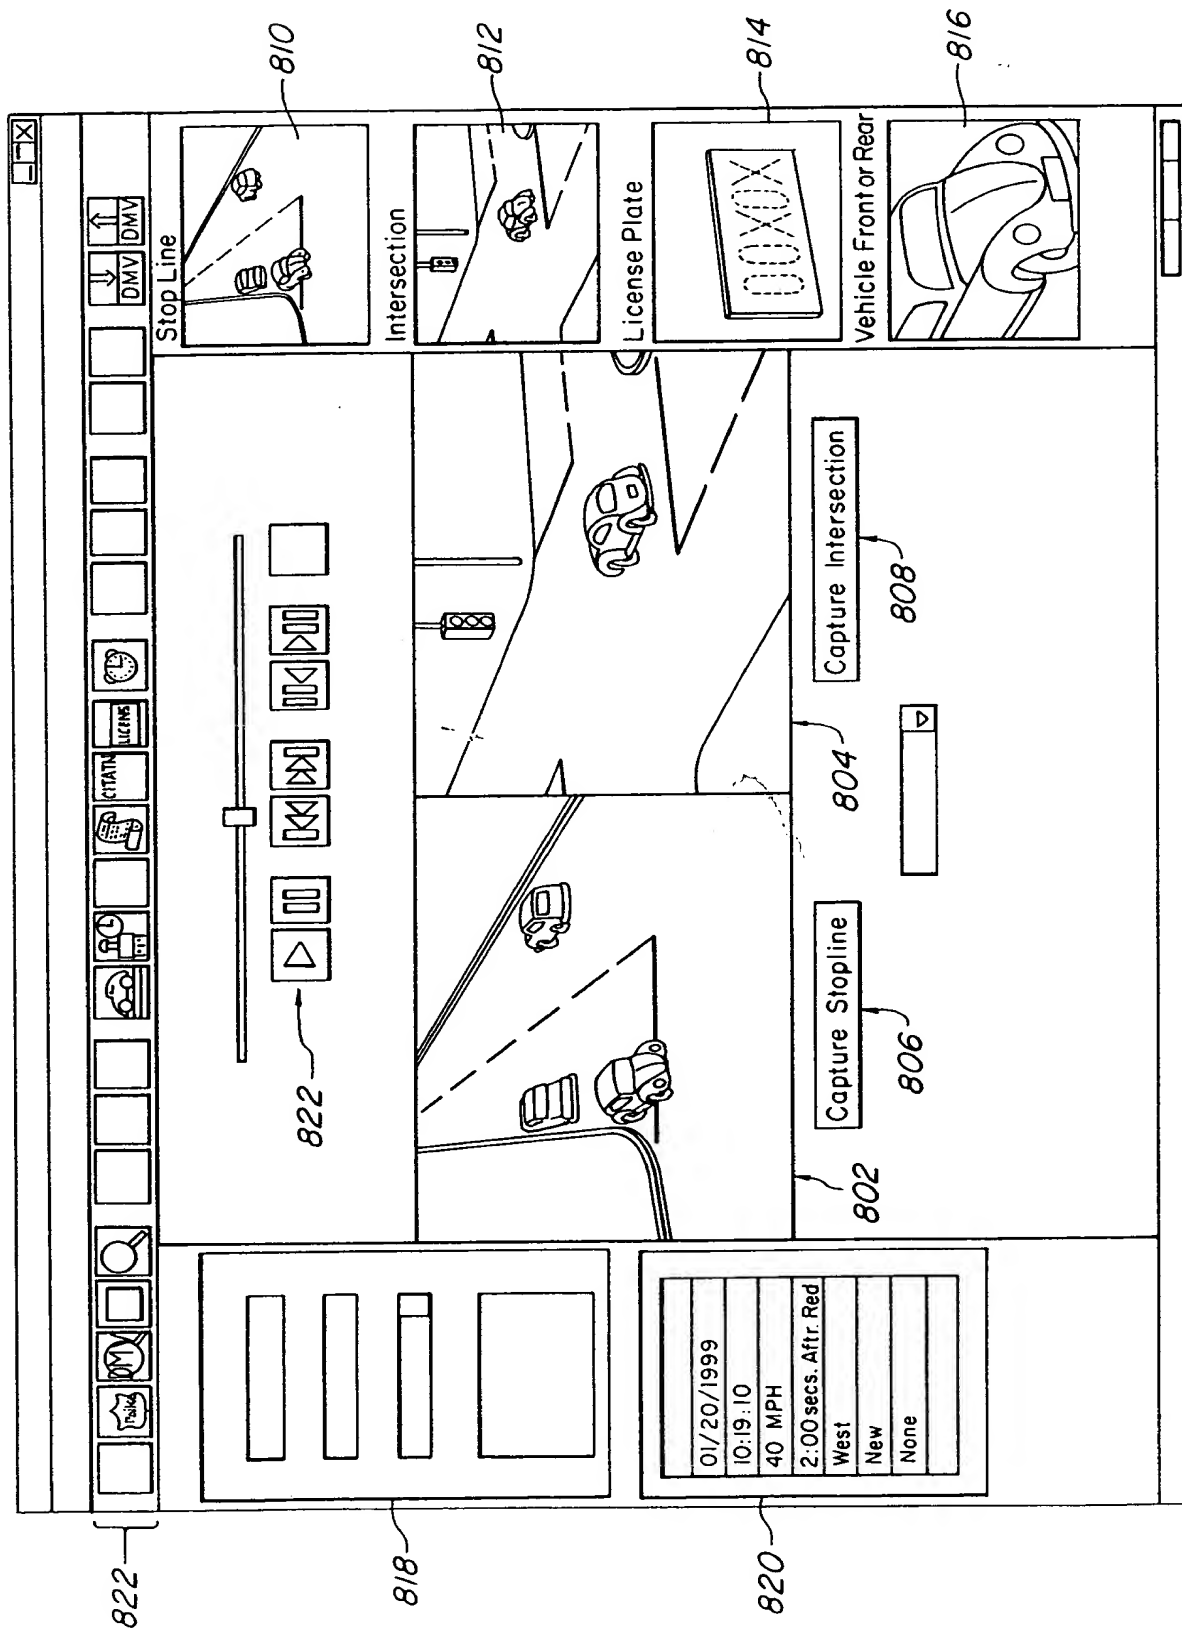 822
DMV
CITATN
LICENS
DMV
DMV
822
Stop Line
810
Intersection
812
License Plate
814
Vehicle Front or Rear
816
818
01/20/1999
10:19:10
40 MPH
2:00 secs. Aftr. Red
West
New
None
820
802
804
Capture Stopline
806
Capture Intersection
808